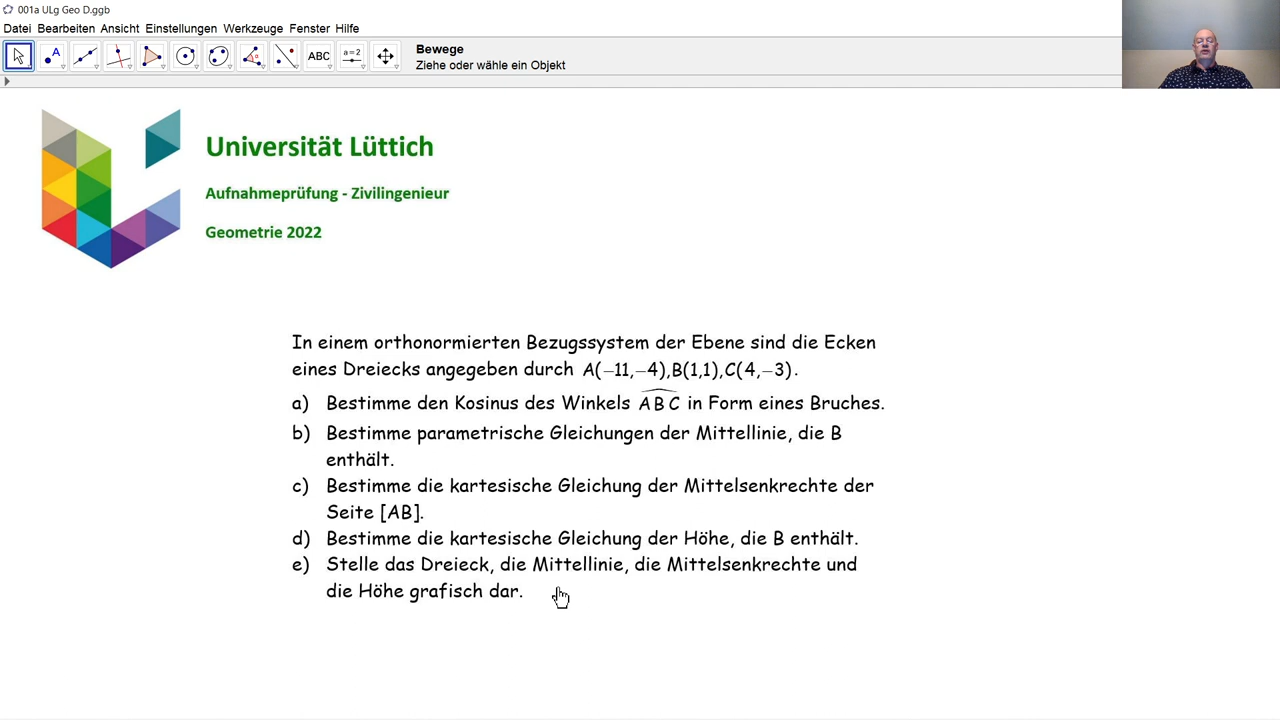 001a ULg Geo D.ggb
Datei Bearbeiten Ansicht Einstellungen Werkzeuge Fenster Hilfe
A
ABC
a=2
Bewege
Ziehe oder wähle ein Objekt
Universität Lüttich
Aufnahmeprüfung - Zivilingenieur
Geometrie 2022
In einem orthonormierten Bezugssystem der Ebene sind die Ecken
eines Dreiecks angegeben durch A(−11,−4),B(1,1),C(4,−3).
a) Bestimme den Kosinus des Winkels ABC in Form eines Bruches.
b) Bestimme parametrische Gleichungen der Mittellinie, die B
enthält.
c) Bestimme die kartesische Gleichung der Mittelsenkrechte der
Seite [AB].
d) Bestimme die kartesische Gleichung der Höhe, die B enthält.
e) Stelle das Dreieck, die Mittellinie, die Mittelsenkrechte und
die Höhe grafisch dar.